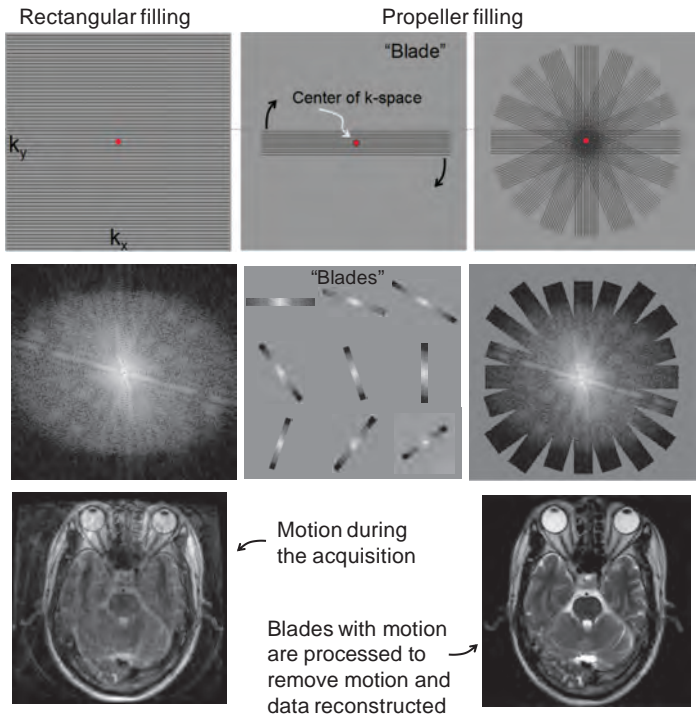 Rectangular filling
Propeller filling
"Blade"
Center of k-space
ky
kx
"Blades"
Motion during
the acquisition
Blades with motion
are processed to
remove motion and
data reconstructed